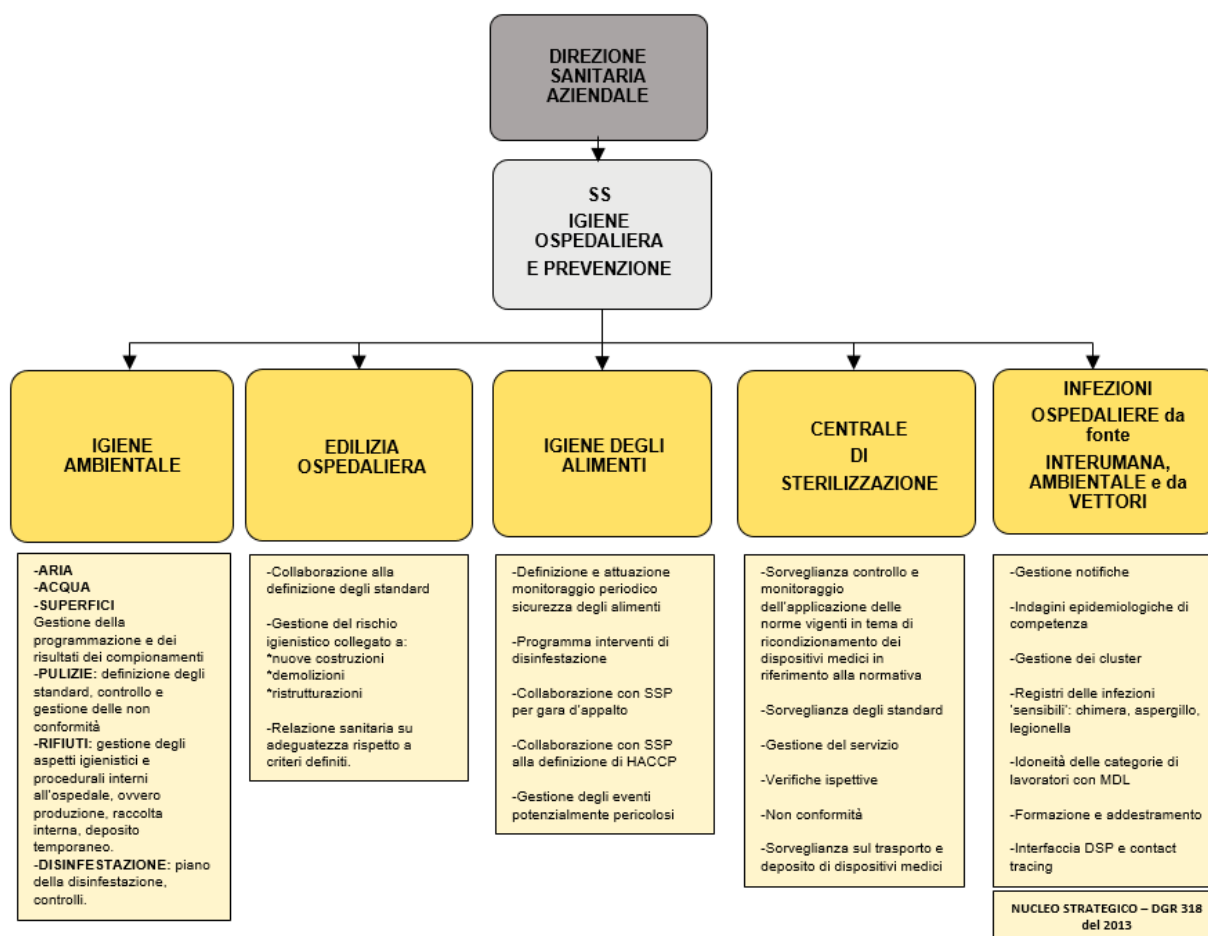 DIREZIONE
SANITARIA
AZIENDALE
SS
IGIENE
OSPEDALIERA
E PREVENZIONE
IGIENE
AMBIENTALE
EDILIZIA
OSPEDALIERA
IGIENE DEGLI
ALIMENTI
CENTRALE
DI
STERILIZZAZIONE
INFEZIONI
OSPEDALIERE da
fonte
INTERUMANA,
AMBIENTALE e da
VETTORI
-ARIA
-ACQUA
-SUPERFICI
Gestione della
programmazione e dei
risultati dei compionamenti
-PULIZIE: definizione degli
standard, controllo e
gestione delle non
conformità
-RIFIUTI: gestione degli
aspetti igienistici e
procedurali interni
all'ospedale, ovvero
produzione, raccolta
interna, deposito
temporaneo.
-DISINFESTAZIONE: piano
della disinfestazione,
controlli.
-Collaborazione alla
definizione degli standard
-Gestione del rischio
igienistico collegato a:
*nuove costruzioni
*demolizioni
*ristrutturazioni
-Relazione sanitaria su
adeguatezza rispetto a
criteri definiti.
-Definizione e attuazione
monitoraggio periodico
sicurezza degli alimenti
-Programma interventi di
disinfestazione
-Collaborazione con SSP
per gara d'appalto
-Collaborazione con SSP
alla definizione di HACCP
-Gestione degli eventi
potenzialmente pericolosi
-Sorveglianza controllo e
monitoraggio
dell'applicazione delle
norme vigenti in tema di
ricondizionamento dei
dispositivi medici in
riferimento alla normativa
-Sorveglianza degli standard
-Gestione del servizio
-Verifiche ispettive
-Non conformità
-Sorveglianza sul trasporto e
deposito di dispositivi medici
-Gestione notifiche
-Indagini epidemiologiche di
competenza
-Gestione dei cluster
-Registri delle infezioni
'sensibili': chimera, aspergillo,
legionella
-Idoneità delle categorie di
lavoratori con MDL
-Formazione e addestramento
-Interfaccia DSP e contact
tracing
NUCLEO STRATEGICO – DGR 318
del 2013